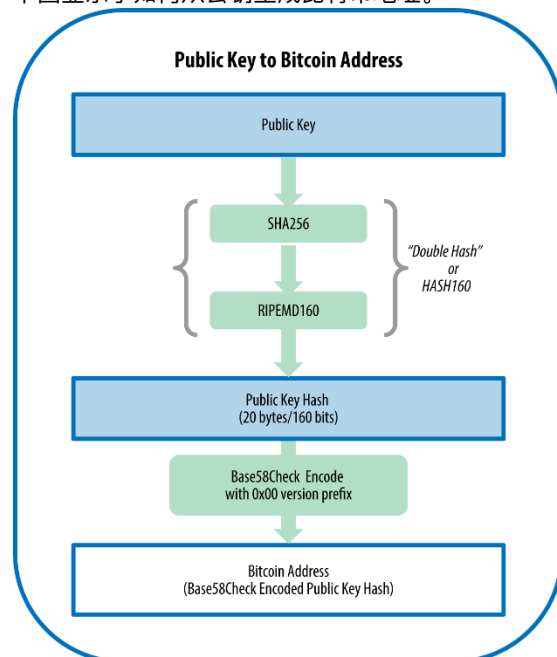 Public Key to Bitcoin Address
Public Key
SHA256
"Double Hash"
or
HASH160
RIPEMD160
Public Key Hash
(20 bytes/160 bits)
Base58Check Encode
with 0x00 version prefix
Bitcoin Address
(Base58Check Encoded Public Key Hash)